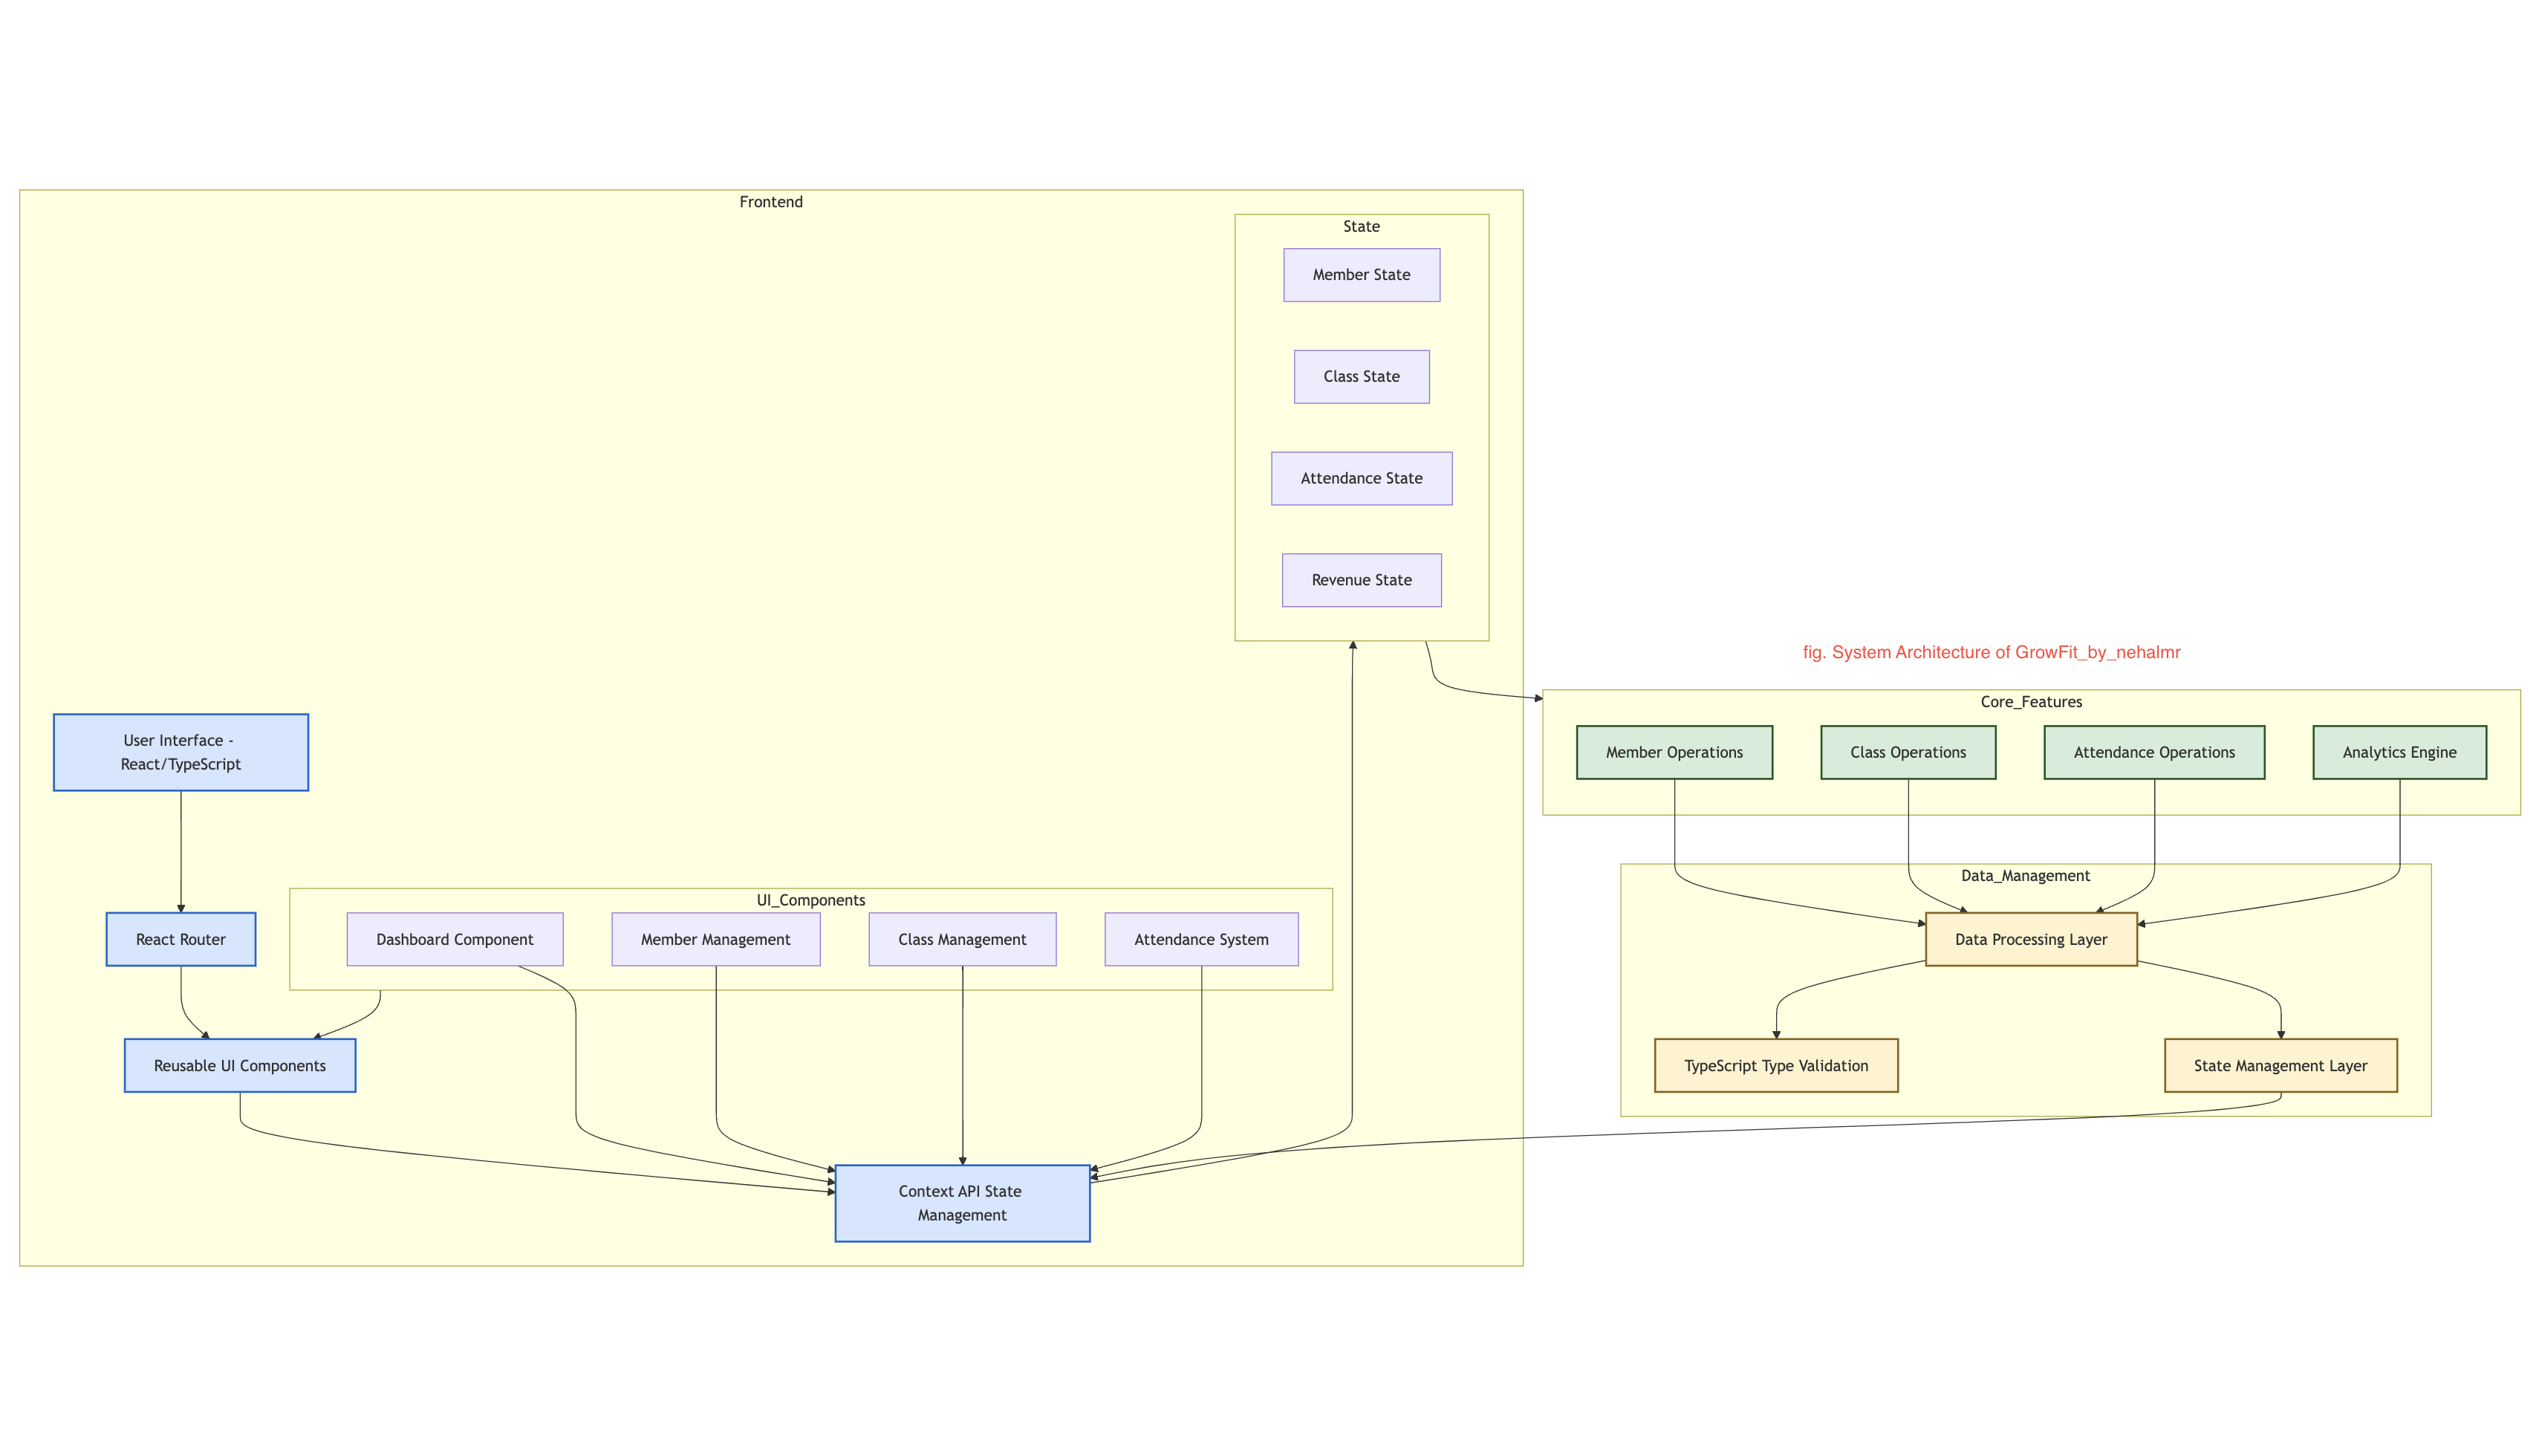 Frontend
State
Member State
Class State
Attendance State
Revenue State
fig. System Architecture of GrowFit_by_nehalmr
Core_Features
Member Operations
Class Operations
Attendance Operations
Analytics Engine
User Interface -
React/TypeScript
Data_Management
UI_Components
React Router
Dashboard Component
Member Management
Class Management
Attendance System
Data Processing Layer
Reusable UI Components
TypeScript Type Validation
State Management Layer
Context API State
Management